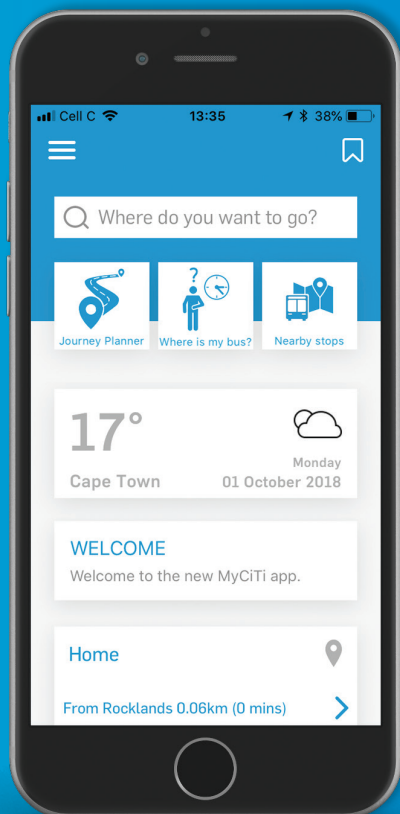 Cell C 13:35 38%
Where do you want to go?
?
Journey Planner Where is my bus? Nearby stops
17°
Cape Town
Monday
01 October 2018
WELCOME
Welcome to the new MyCiTi app.
Home
From Rocklands 0.06km (0 mins)